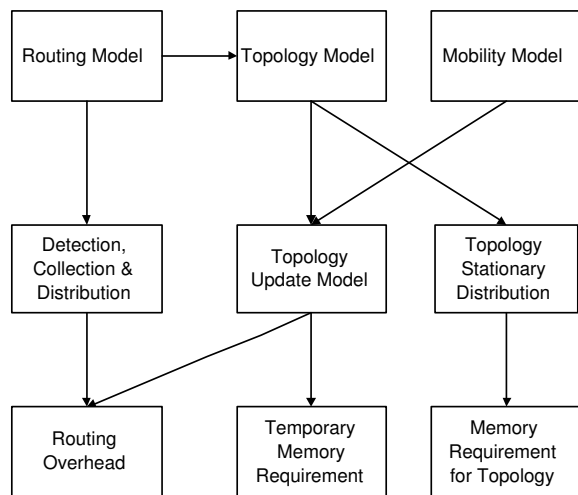 Routing Model
Topology Model
Mobility Model
Detection,
Collection &
Distribution
Topology
Update Model
Topology
Stationary
Distribution
Routing
Overhead
Temporary
Memory
Requirement
Memory
Requirement
for Topology